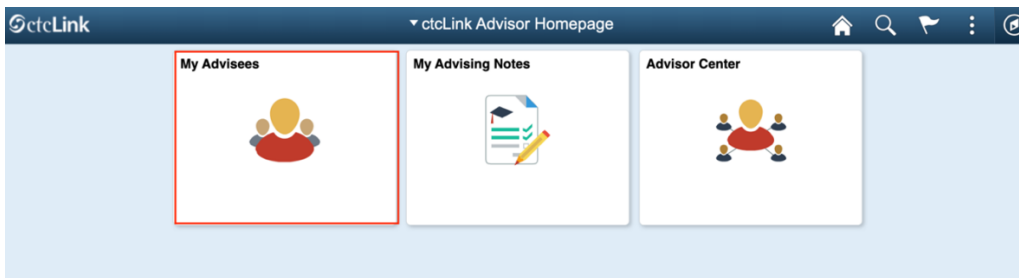 ctcLink
ctcLink Advisor Homepage
My Advisees
My Advising Notes
Advisor Center